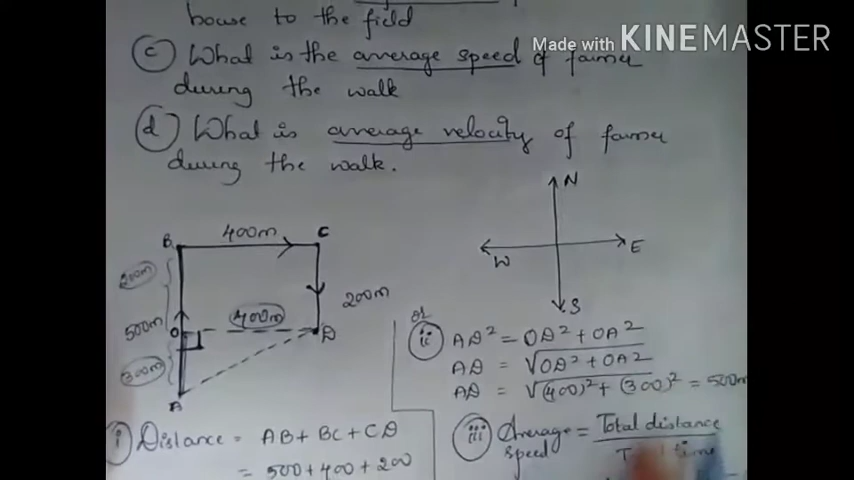 house to the field
Made with KINEMASTER
(c) What is the average speed of farmer
during the walk
(d) What is average velocity of farmer
during the walk.
N
W
E
S
B
400m
C
200m
500m
O
400m
200m
D
300m
A
(i) Distance = AB + BC + CD
= 500 + 400 + 200
(ii) AD² = OD² + OA²
AD = √OD² + OA²
AD = √(400)² + (300)² = 500m
(iii) Average speed = Total distance
time